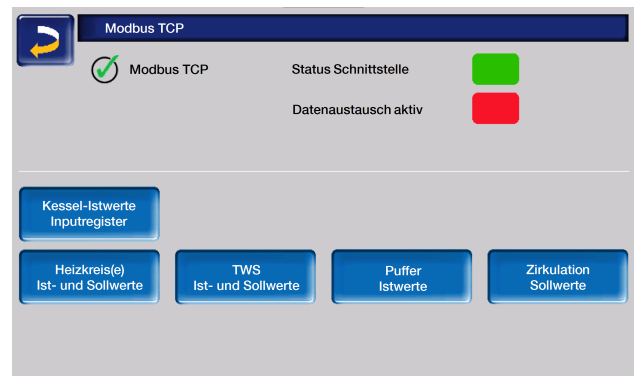 Modbus TCP
Modbus TCP
Status Schnittstelle
Datenaustausch aktiv
Kessel-Istwerte
Inputregister
Heizkreis(e)
Ist- und Sollwerte
TWS
Ist- und Sollwerte
Puffer
Istwerte
Zirkulation
Sollwerte